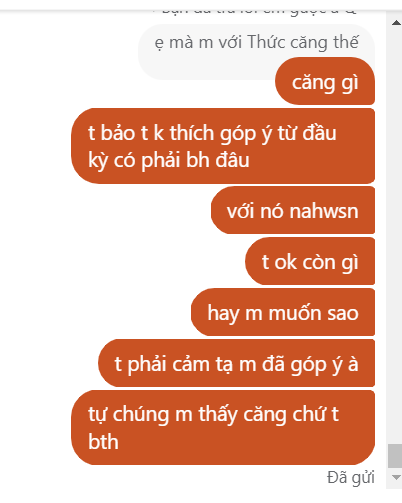 ẹ mà m với Thức căng thế
căng gì
t bảo t k thích góp ý từ đầu
kỳ có phải bh đâu
với nó nahwsn
t ok còn gì
hay m muốn sao
t phải cảm tạ m đã góp ý à
tự chúng m thấy căng chứ t
bth
Đã gửi